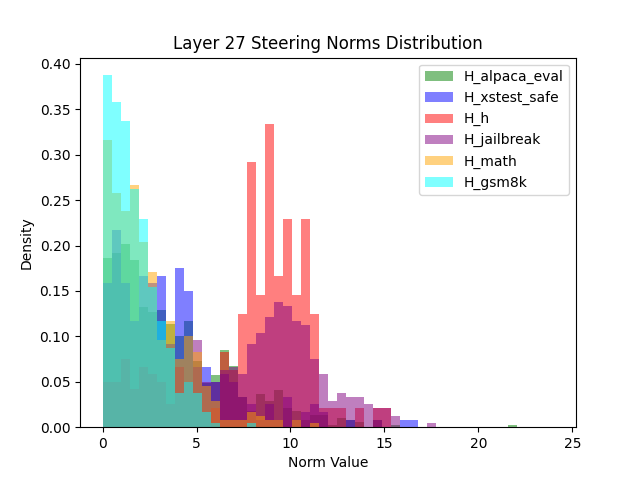 Layer 27 Steering Norms Distribution
0.40
0.35
0.30
0.25
0.20
0.15
0.10
0.05
0.00
Density
H_alpaca_eval
H_xstest_safe
H_h
H_jailbreak
H_math
H_gsm8k
0
5
10
15
20
25
Norm Value